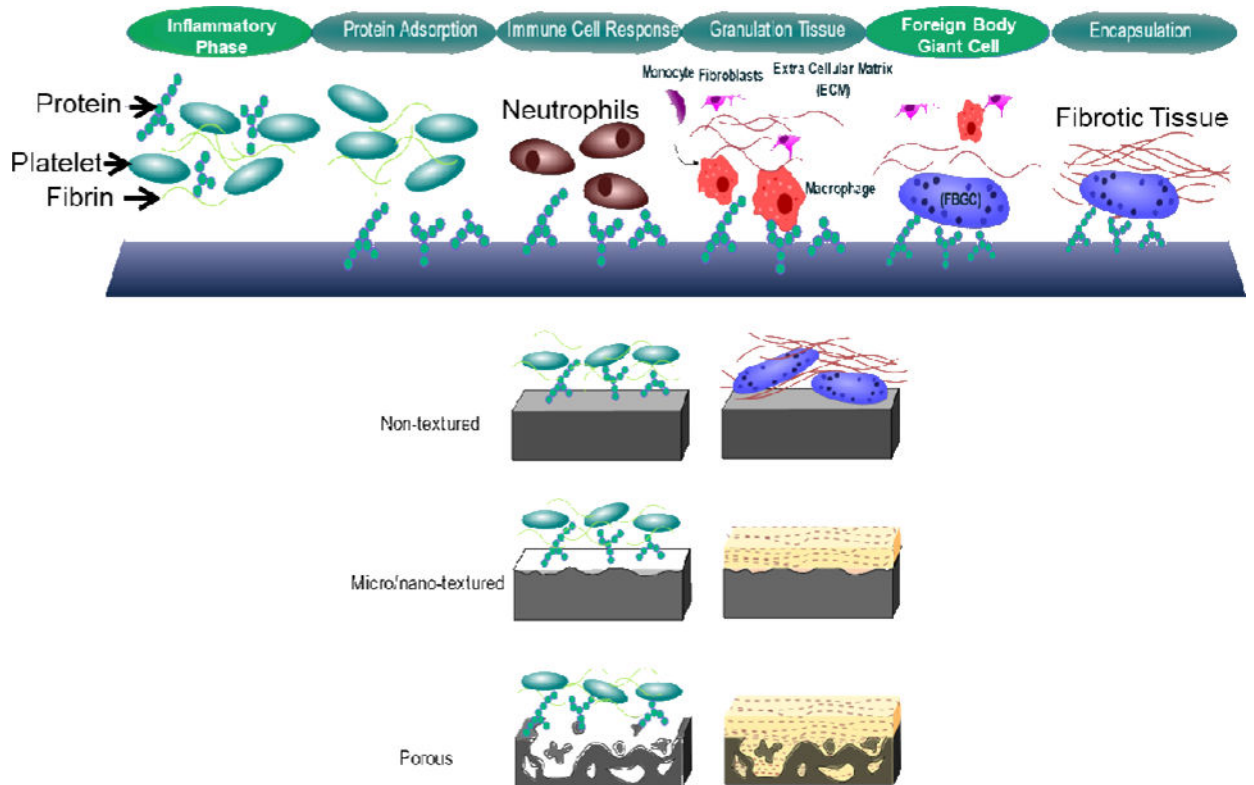 Inflammatory
Phase
Protein Adsorption
Immune Cell Response
Granulation Tissue
Foreign Body
Giant Cell
Encapsulation
Protein
Platelet
Fibrin
Neutrophils
Monocyte
Fibroblasts
Extra Cellular Matrix
(ECM)
Macrophage
(FBGC)
Fibrotic Tissue
Non-textured
Micro/nano-textured
Porous